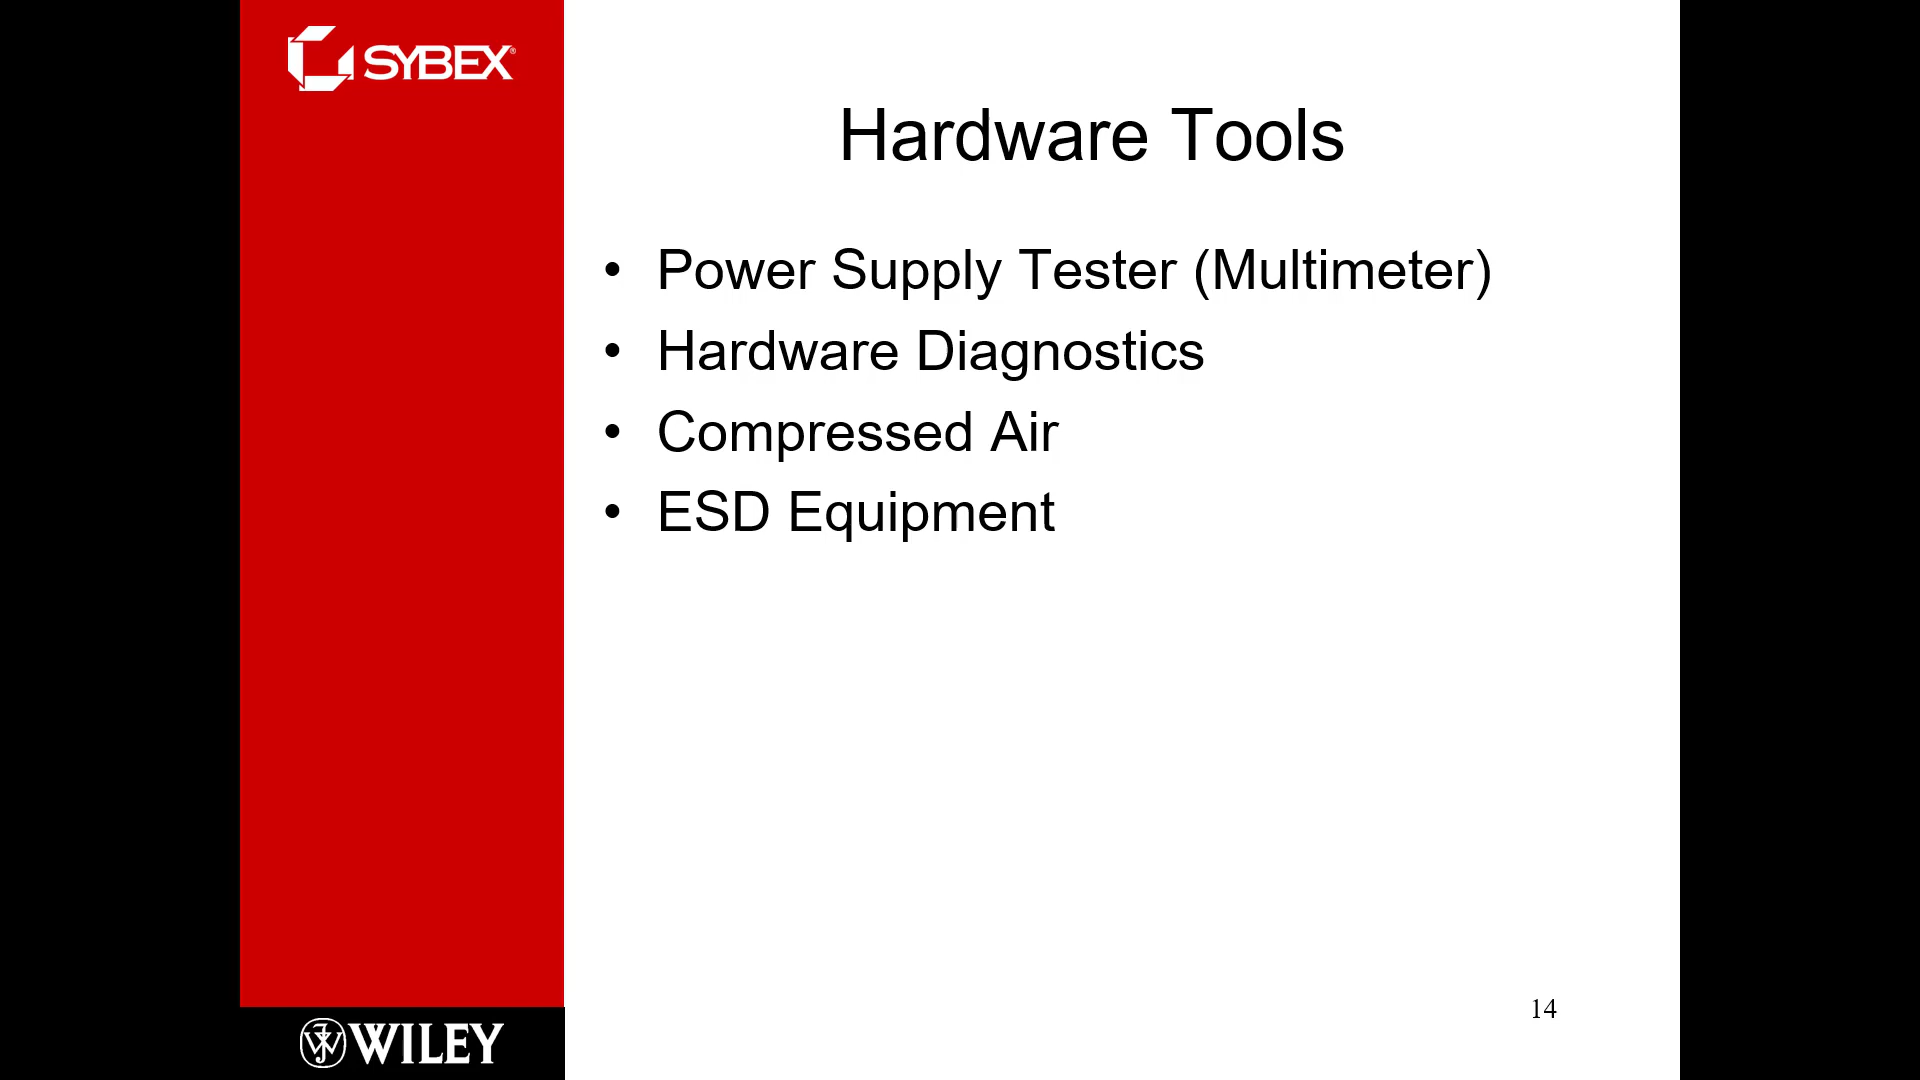 SYBEX®
Hardware Tools
• Power Supply Tester (Multimeter)
• Hardware Diagnostics
• Compressed Air
• ESD Equipment
14
WILEY